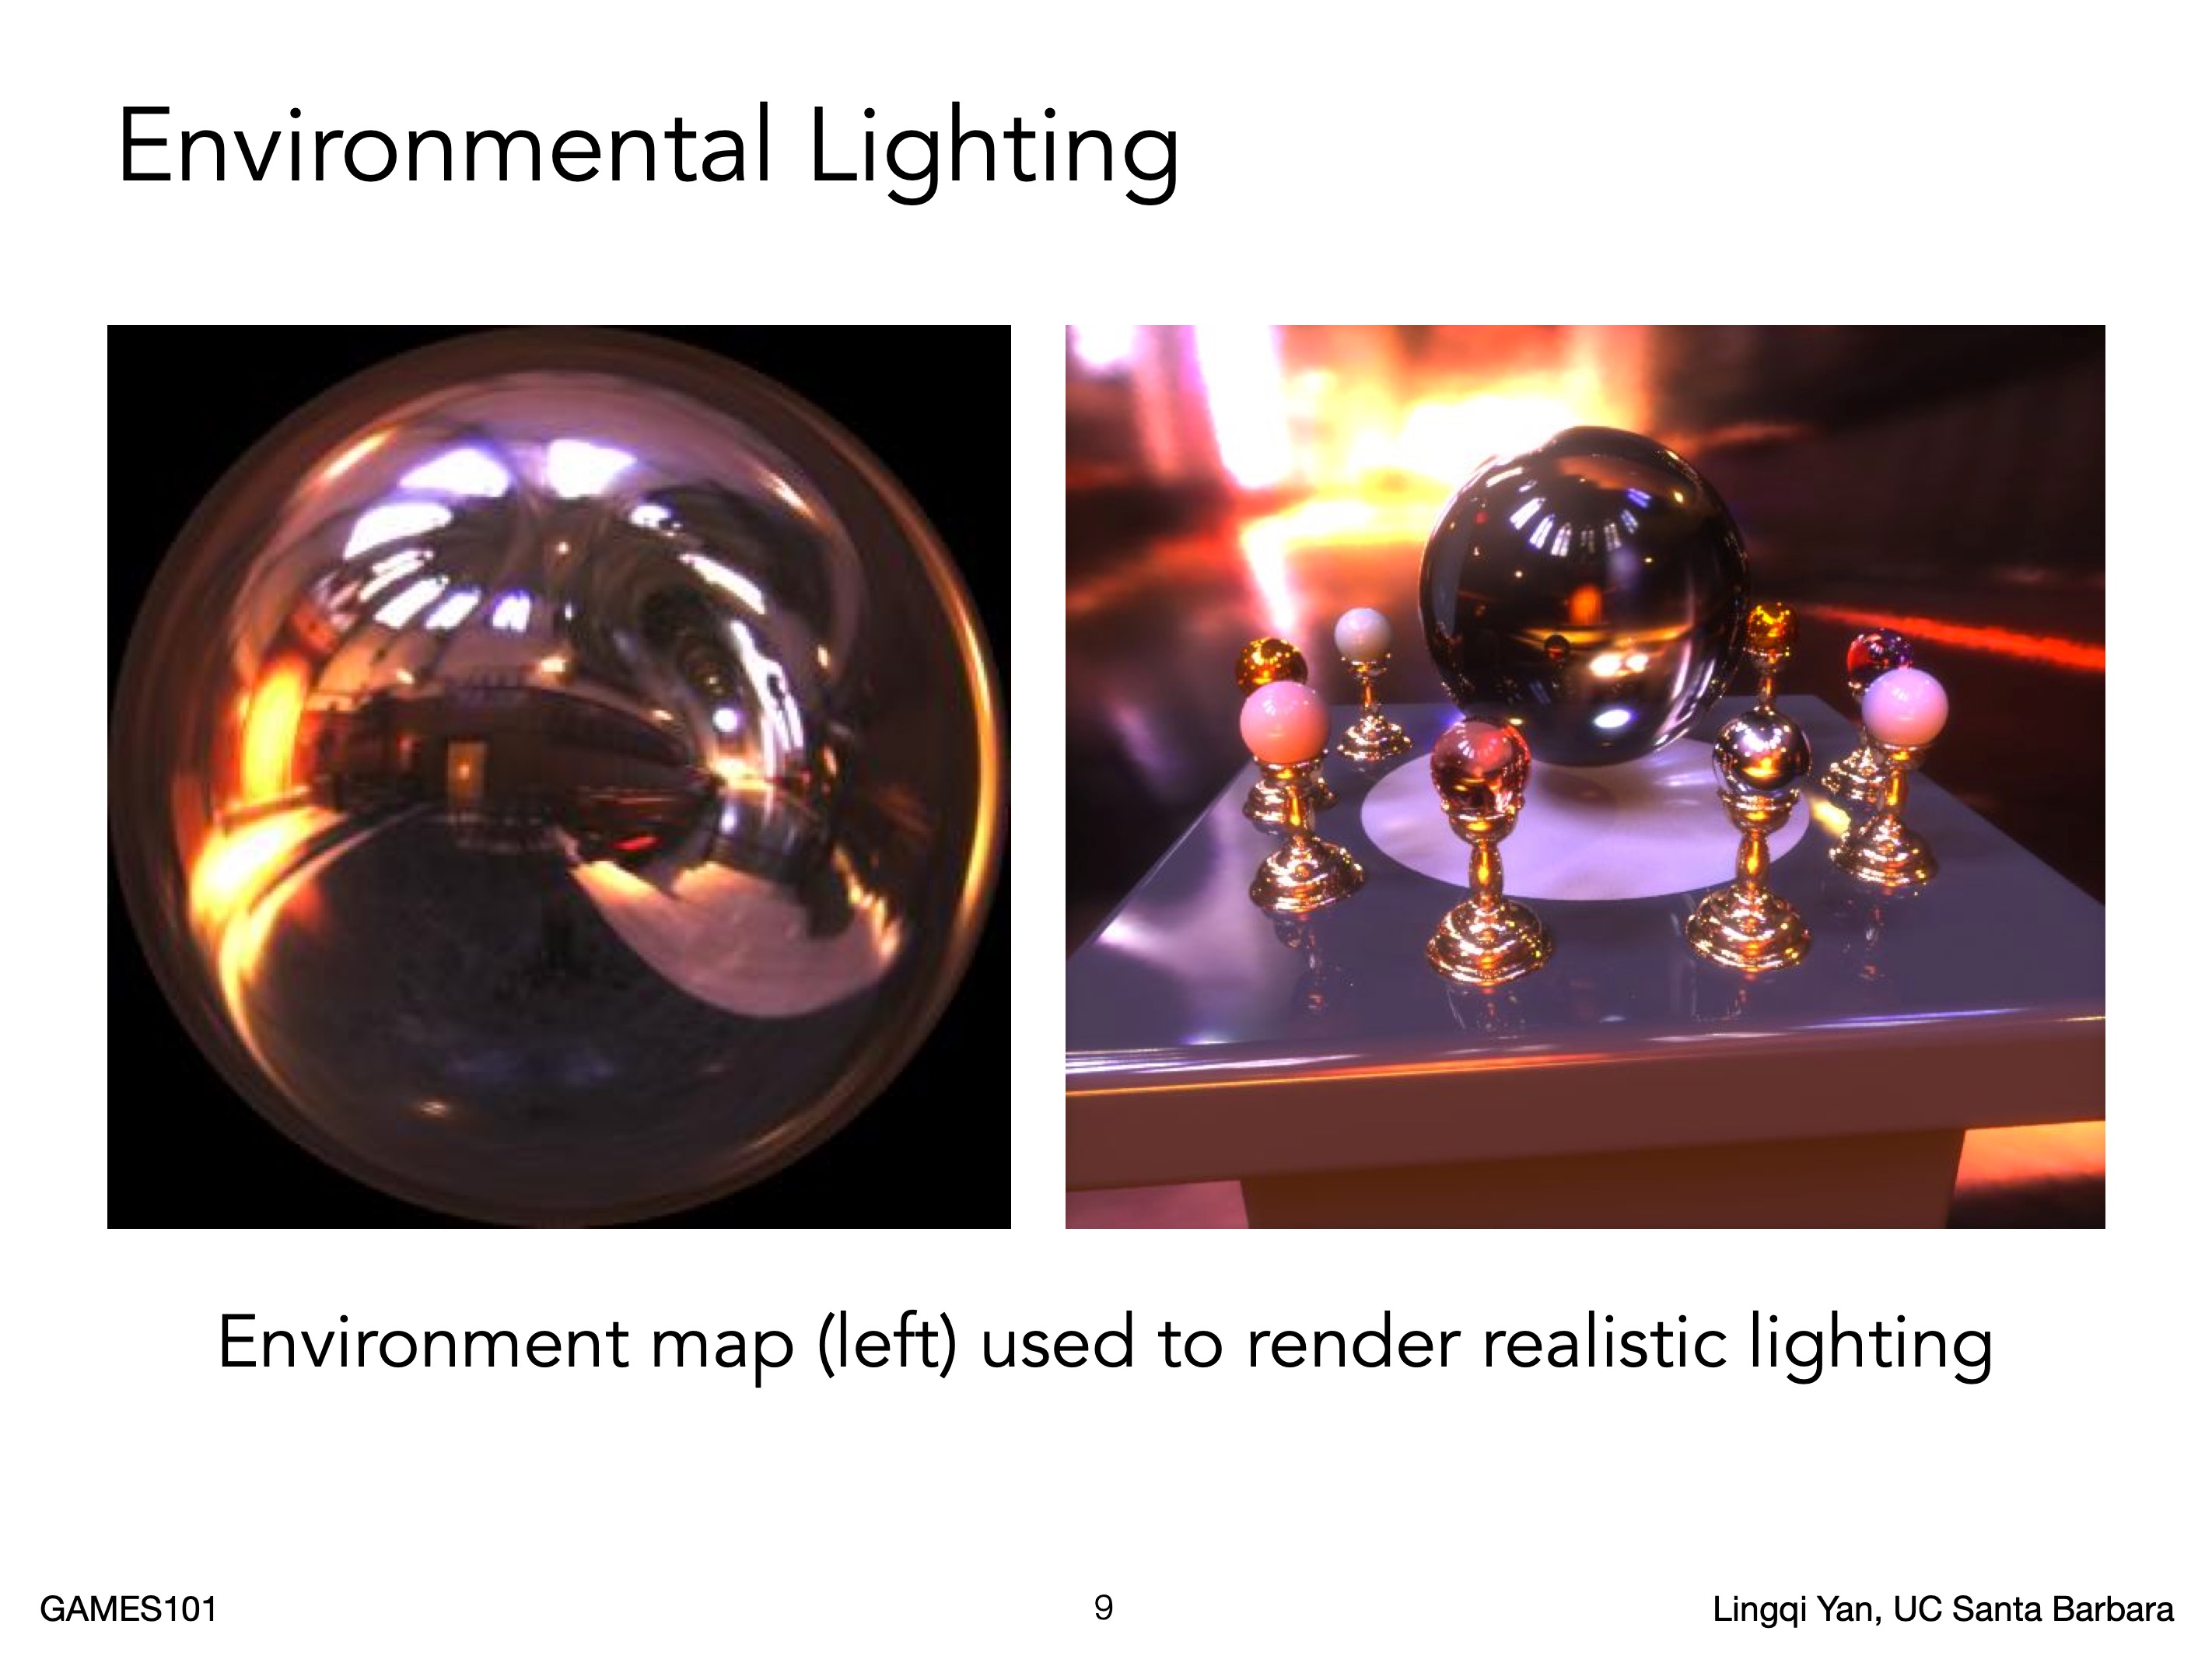 Environmental Lighting
Environment map (left) used to render realistic lighting
GAMES101
9
Lingqi Yan, UC Santa Barbara